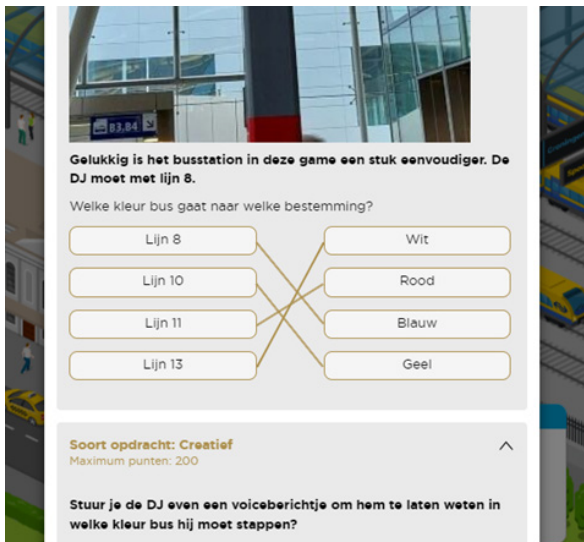 B3,B4
Gelukkig is het busstation in deze game een stuk eenvoudiger. De
DJ moet met lijn 8.
Welke kleur bus gaat naar welke bestemming?
Lijn 8
Wit
Lijn 10
Rood
Lijn 11
Blauw
Lijn 13
Geel
Soort opdracht: Creatief
Maximum punten: 200
Stuur je de DJ even een voiceberichtje om hem te laten weten in
welke kleur bus hij moet stappen?